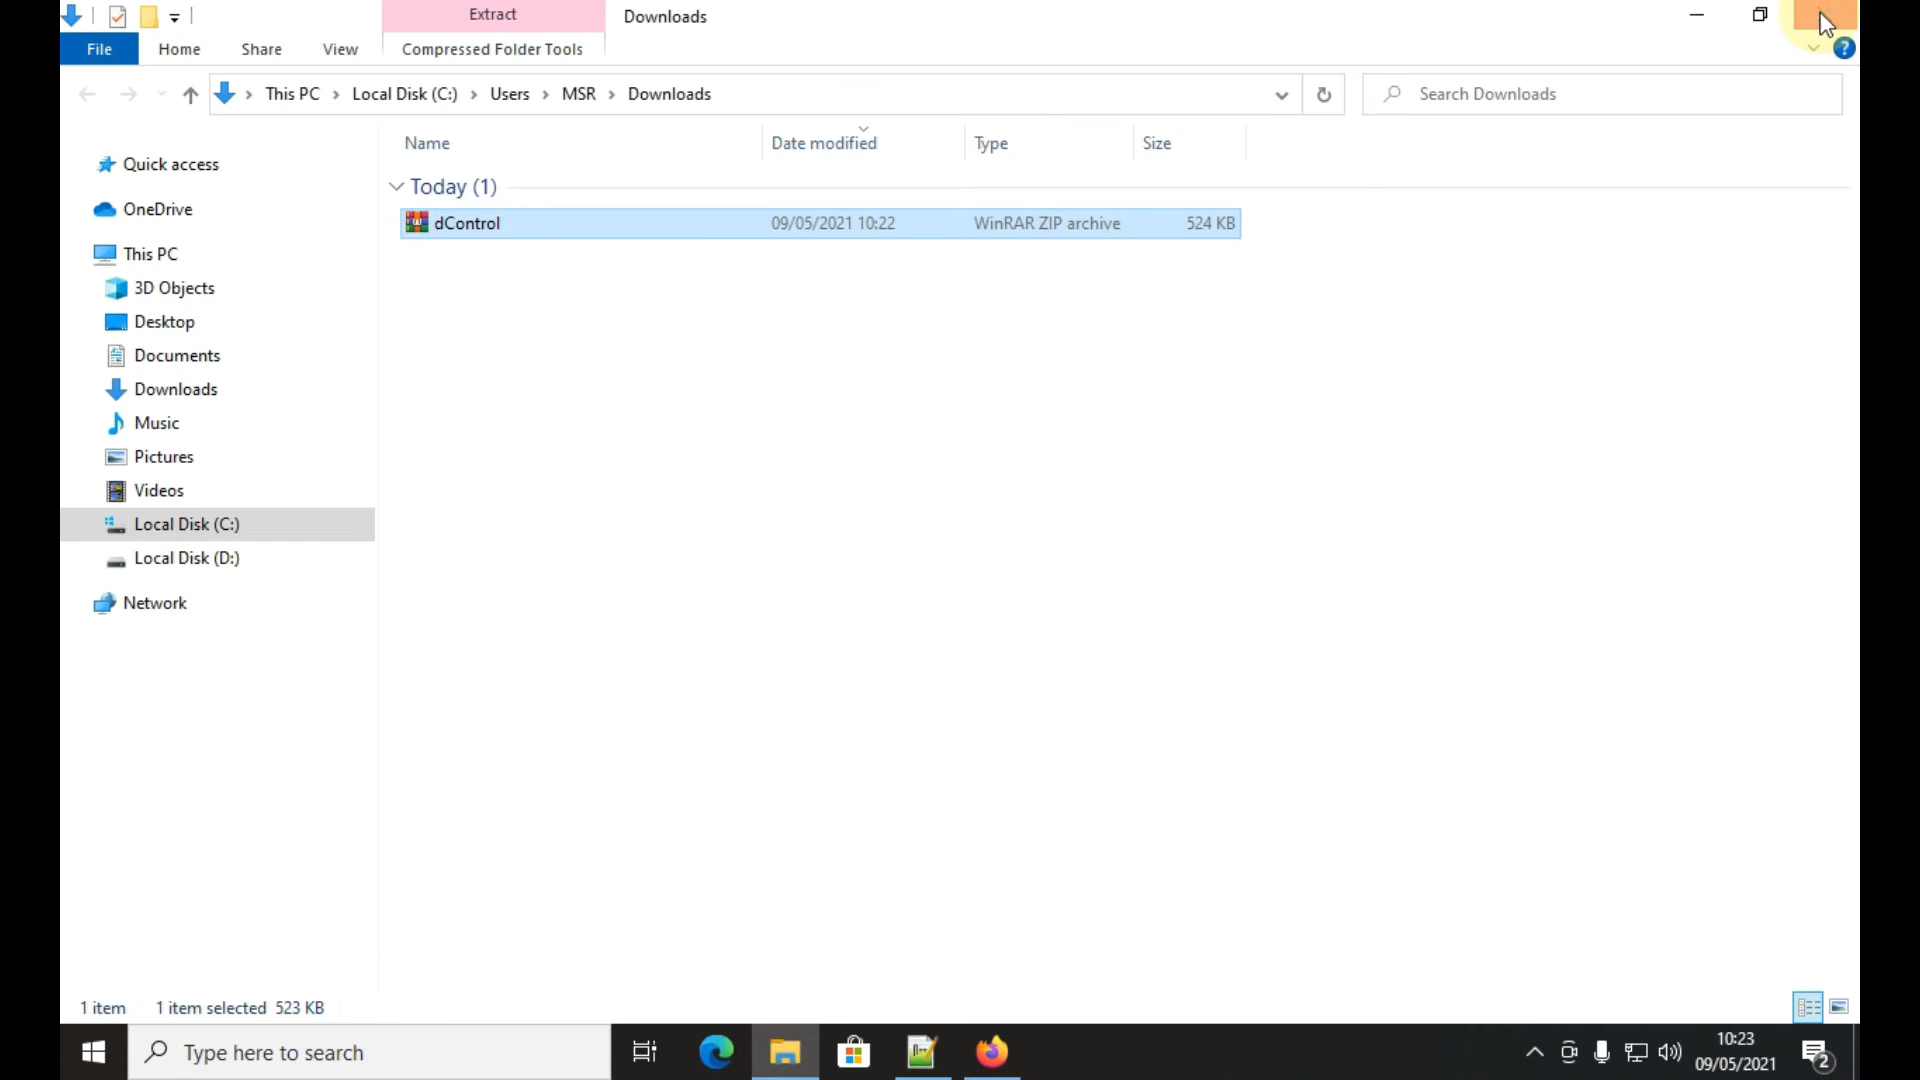 Extract
Downloads
File
Home
Share
View
Compressed Folder Tools
?
This PC
Local Disk (C:)
Users
MSR
Downloads
Search Downloads
Name
Date modified
Type
Size
Quick access
OneDrive
This PC
3D Objects
Desktop
Documents
Downloads
Music
Pictures
Videos
Local Disk (C:)
Local Disk (D:)
Network
Today (1)
dControl
09/05/2021 10:22
WinRAR ZIP archive
524 KB
1 item
1 item selected 523 KB
Type here to search
10:23
09/05/2021
2